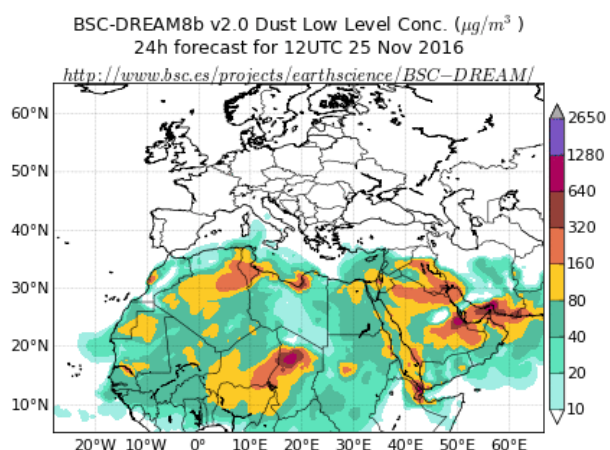 BSC-DREAM8b v2.0 Dust Low Level Conc. (μg/m³ )
24h forecast for 12UTC 25 Nov 2016
http://www.bsc.es/projects/earthscience/BSC−DREAM/
60°N
50°N
40°N
30°N
20°N
10°N
20°W 10°W 0° 10°E 20°E 30°E 40°E 50°E 60°E
2650
1280
640
320
160
80
40
20
10